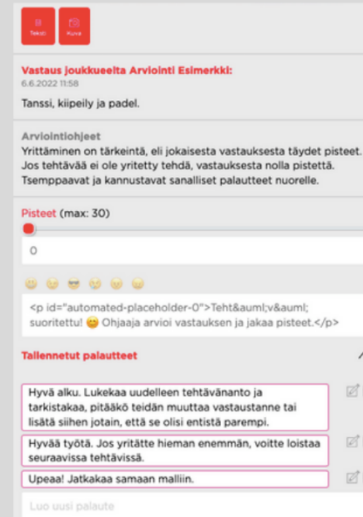 Teksti
Kuva
Vastaus joukkueelta Arviointi Esimerkki:
6.6.2022 11:58
Tanssi, kiipeily ja padel.
Arviointiohjeet
Yrittäminen on tärkeintä, eli jokaisesta vastauksesta täydet pisteet.
Jos tehtävää ei ole yritetty tehdä, vastauksesta nolla pistettä.
Tsemppaavat ja kannustavat sanalliset palautteet nuorelle.
Pisteet (max: 30)
0
<p id="automated-placeholder-0">Teht&auml;v&auml;
suoritettu! 😀 Ohjaaja arvioi vastauksen ja jakaa pisteet.</p>
Tallennetut palautteet
Hyvä alku. Lukekaa uudelleen tehtävänanto ja
tarkistakaa, pitääkö teidän muuttaa vastaustanne tai
lisätä siihen jotain, että se olisi entistä parempi.
Hyvää työtä. Jos yritätte hieman enemmän, voitte loistaa
seuraavissa tehtävissä.
Upeaa! Jatkakaa samaan malliin.
Luo uusi palaute